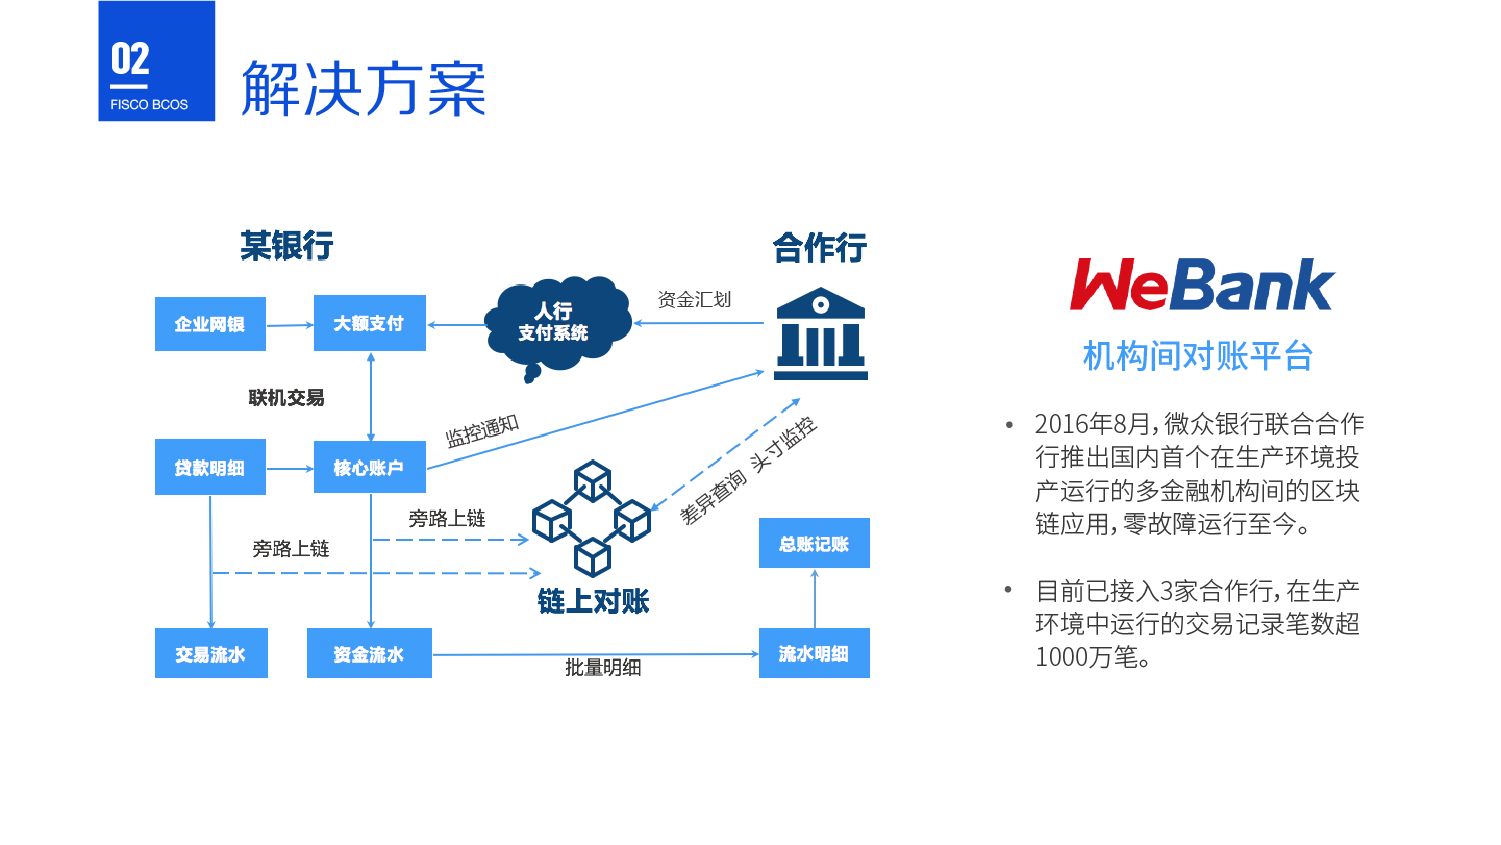 02
FISCO BCOS
解决方案
某银行
合作行
企业网银
大额支付
人行
支付系统
资金汇划
联机交易
监控通知
贷款明细
核心账户
旁路上链
旁路上链
差异查询 头寸监控
总账记账
链上对账
交易流水
资金流水
批量明细
流水明细
WeBank
机构间对账平台
• 2016年8月，微众银行联合合作
行推出国内首个在生产环境投
产运行的多金融机构间的区块
链应用，零故障运行至今。
• 目前已接入3家合作行，在生产
环境中运行的交易记录笔数超
1000万笔。